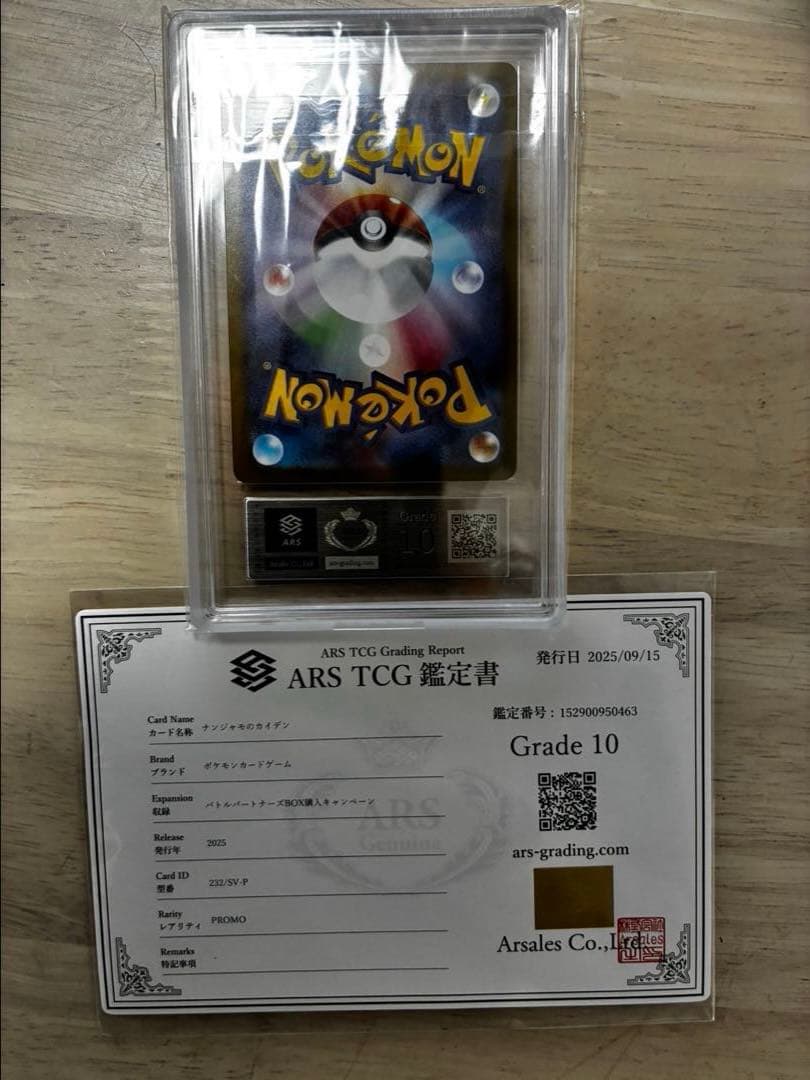 POKéMON
®
®
POKéMON
ARS
Grade
10
ars-grading.com
ARS TCG Grading Report
ARS TCG 鑑定書
発行日 2025/09/15
鑑定番号:152900950463
Grade 10
ars-grading.com
Arsales Co.,Ltd.
Card Name
カード名称 ナンジャモのカイデン
Brand
ブランド ポケモンカードゲーム
Expansion
収録 バトルパートナーズBOX購入キャンペーン
Release
発行年 2025
Card ID
型番 232/SV-P
Rarity
レアリティ PROMO
Remarks
特記事項 -
ARS
Genuine